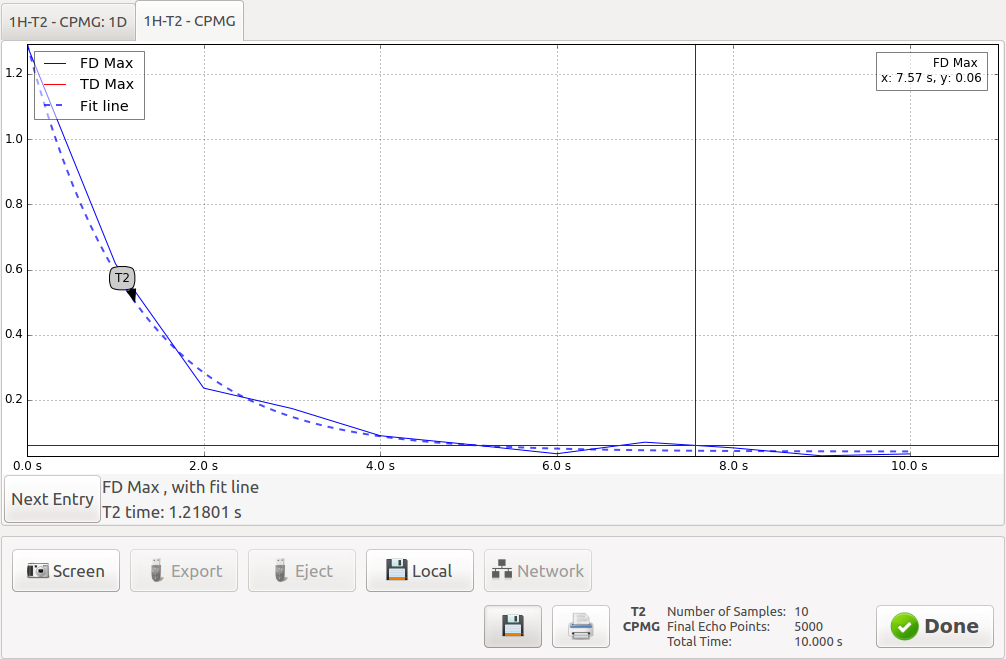 1H-T2 - CPMG: 1D
1H-T2 - CPMG
FD Max
TD Max
Fit line
FD Max
x: 7.57 s, y: 0.06
1.2
1.0
0.8
0.6
0.4
0.2
T2
0.0 s
2.0 s
4.0 s
6.0 s
8.0 s
10.0 s
Next Entry
FD Max , with fit line
T2 time: 1.21801 s
Screen
Export
Eject
Local
Network
T2
CPMG
Number of Samples: 10
Final Echo Points: 5000
Total Time: 10.000 s
Done